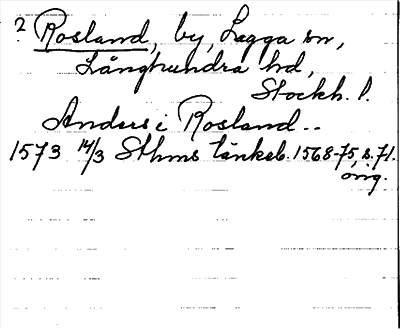 ? Rosland, by, Lagga sn,
Långhundra hd,
Stockh. l.
Anders i Rosland..
1573 14/3 Sthms tänkeb. 1568-75, s. 71.
orig.